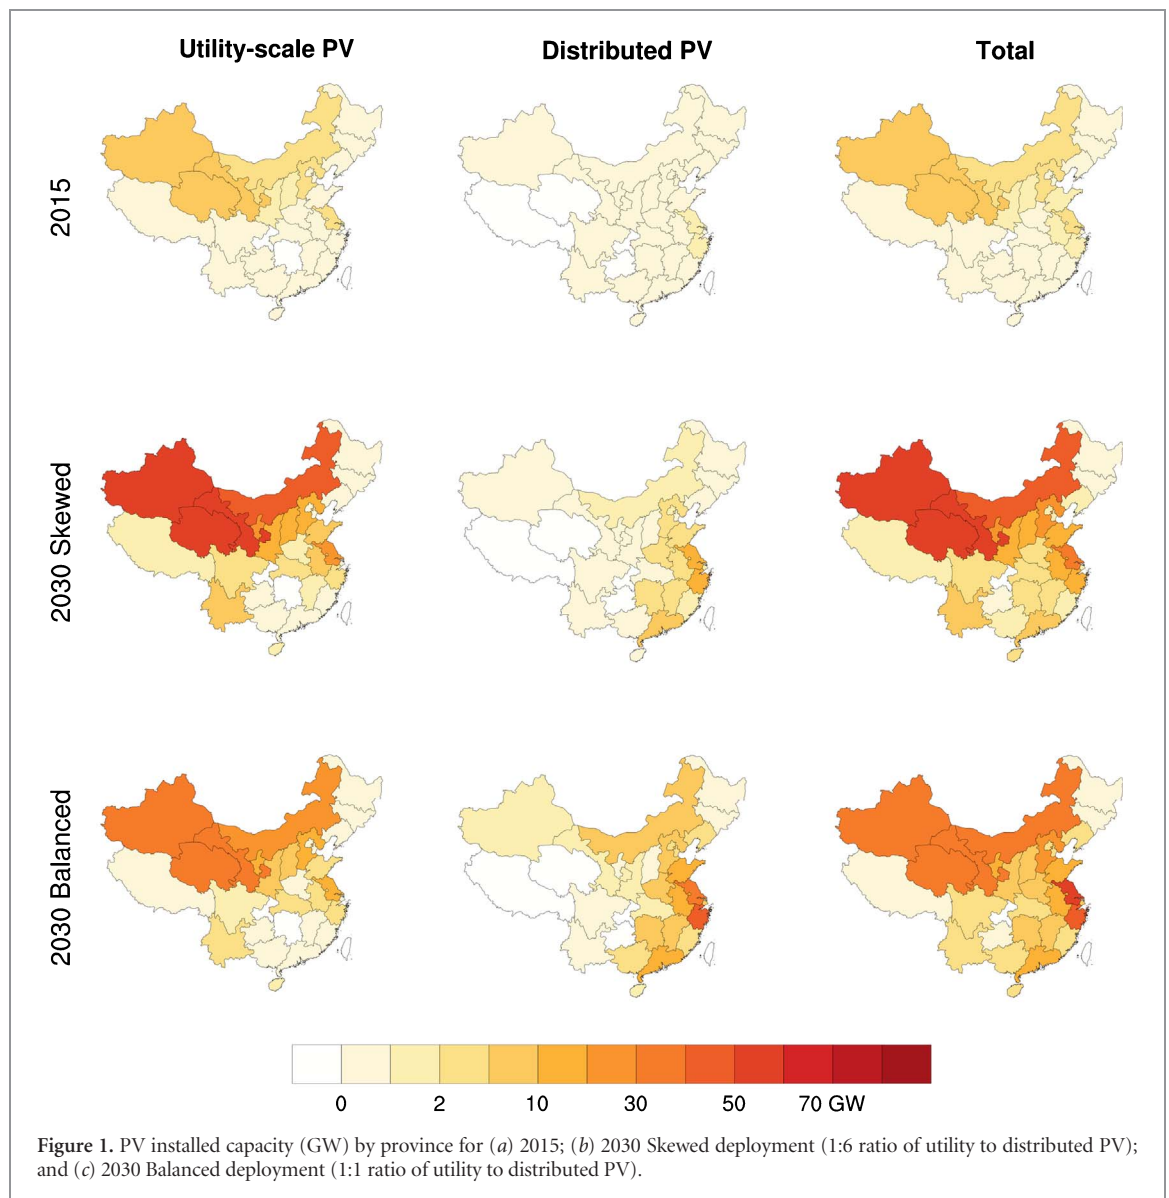 Utility-scale PV Distributed PV Total
2015
2030 Skewed
2030 Balanced
0 2 10 30 50 70 GW
Figure 1. PV installed capacity (GW) by province for (a) 2015; (b) 2030 Skewed deployment (1:6 ratio of utility to distributed PV);
and (c) 2030 Balanced deployment (1:1 ratio of utility to distributed PV).